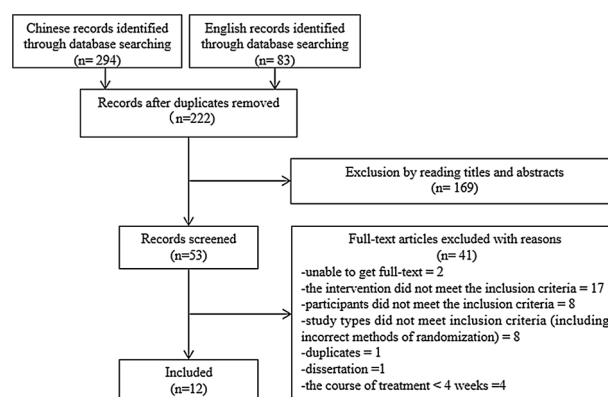 Chinese records identified
through database searching
(n= 294)
English records identified
through database searching
(n= 83)
Records after duplicates removed
(n=222)
Exclusion by reading titles and abstracts
(n= 169)
Records screened
(n=53)
Full-text articles excluded with reasons
(n= 41)
-unable to get full-text = 2
-the intervention did not meet the inclusion criteria = 17
-participants did not meet the inclusion criteria = 8
-study types did not meet inclusion criteria (including
incorrect methods of randomization) = 8
-duplicates = 1
-dissertation =1
-the course of treatment < 4 weeks =4
Included
(n=12)